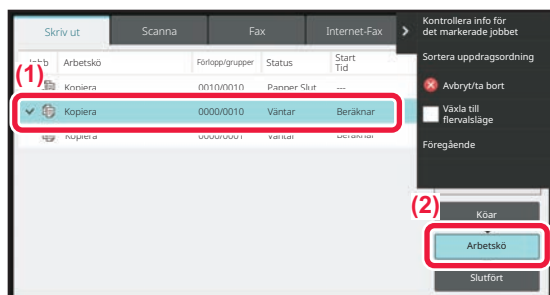 Skriv ut
Scanna
Fax
Internet-Fax
Kontrollera info för
det markerade jobbet
Sortera uppdragsordning
Avbryt/ta bort
Växla till
flervalsläge
Föregående
Arbetskö
Förlopp/grupper
Status
Start
Tid
(1)
Kopiera
0010/0010
Papper Slut
---
Kopiera
0000/0010
Väntar
Beräknar
Kopiera
0000/0001
Väntar
Beräknar
(2)
Köar
Arbetskö
Slutfört